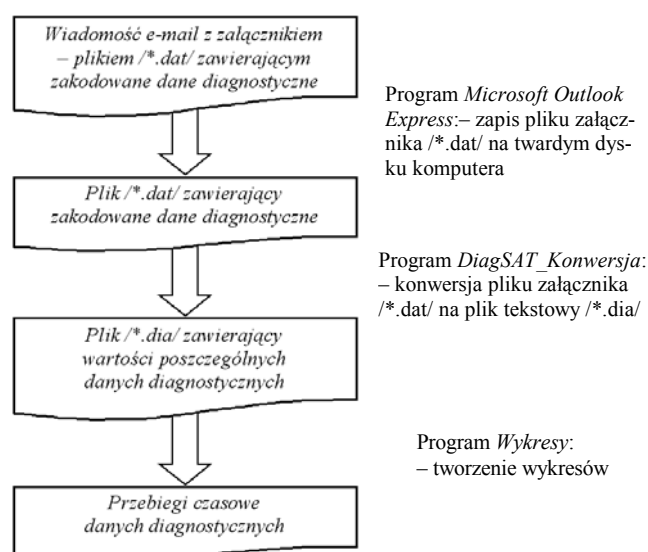 Wiadomość e-mail z załącznikiem
– plikiem /*.dat/ zawierającym
zakodowane dane diagnostyczne
Program Microsoft Outlook
Express:– zapis pliku załącz-
nika /*.dat/ na twardym dys-
ku komputera
Plik /*.dat/ zawierający
zakodowane dane diagnostyczne
Program DiagSAT_Konwersja:
– konwersja pliku załącznika
/*.dat/ na plik tekstowy /*.dia/
Plik /*.dia/ zawierający
wartości poszczególnych
danych diagnostycznych
Program Wykresy:
– tworzenie wykresów
Przebiegi czasowe
danych diagnostycznych